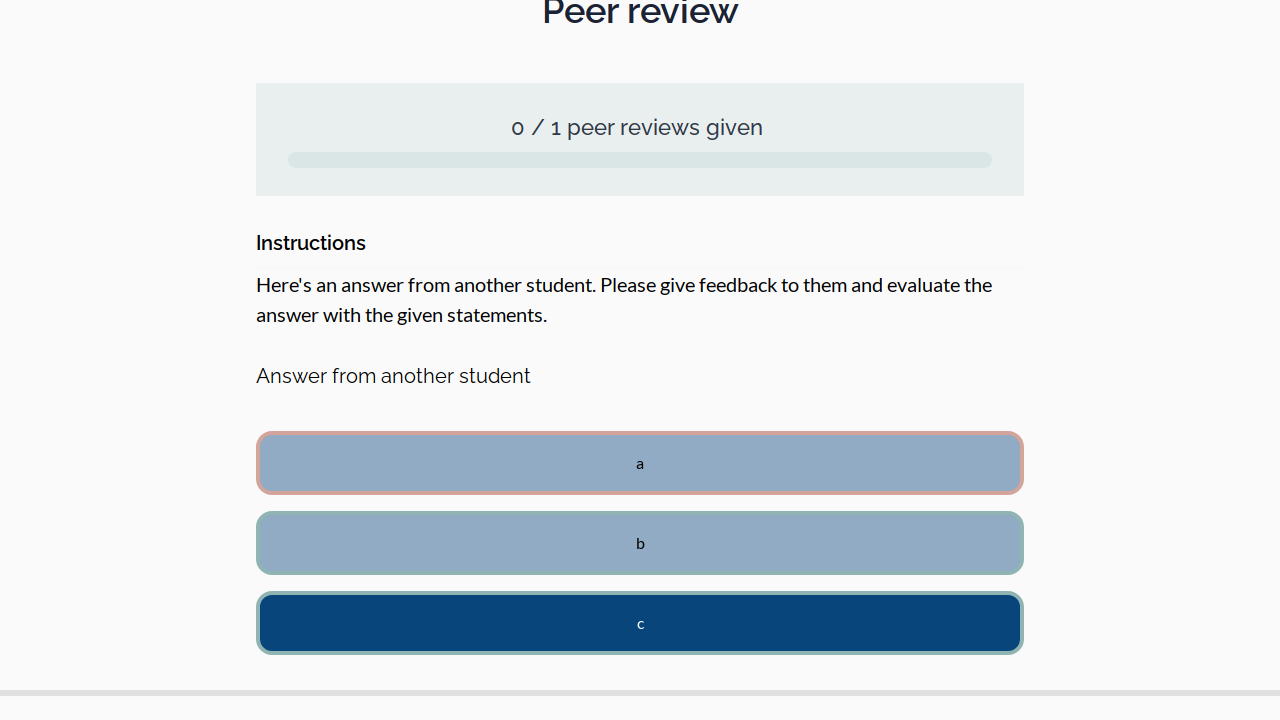 Peer review
0 / 1 peer reviews given
Instructions
Here's an answer from another student. Please give feedback to them and evaluate the
answer with the given statements.
Answer from another student
a
b
c